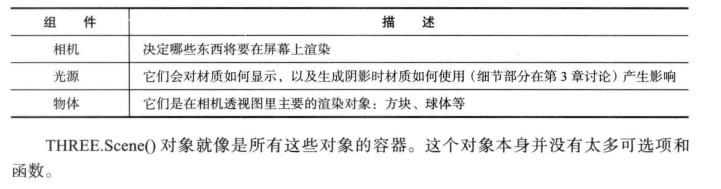 组 件 描 述
相机 决定哪些东西将要在屏幕上渲染
光源 它们会对材质如何显示，以及生成阴影时材质如何使用（细节部分在第 3 章讨论）产生影响
物体 它们是在相机透视图里主要的渲染对象：方块、球体等
THREE.Scene() 对象就像是所有这些对象的容器。这个对象本身并没有太多可选项和
函数。